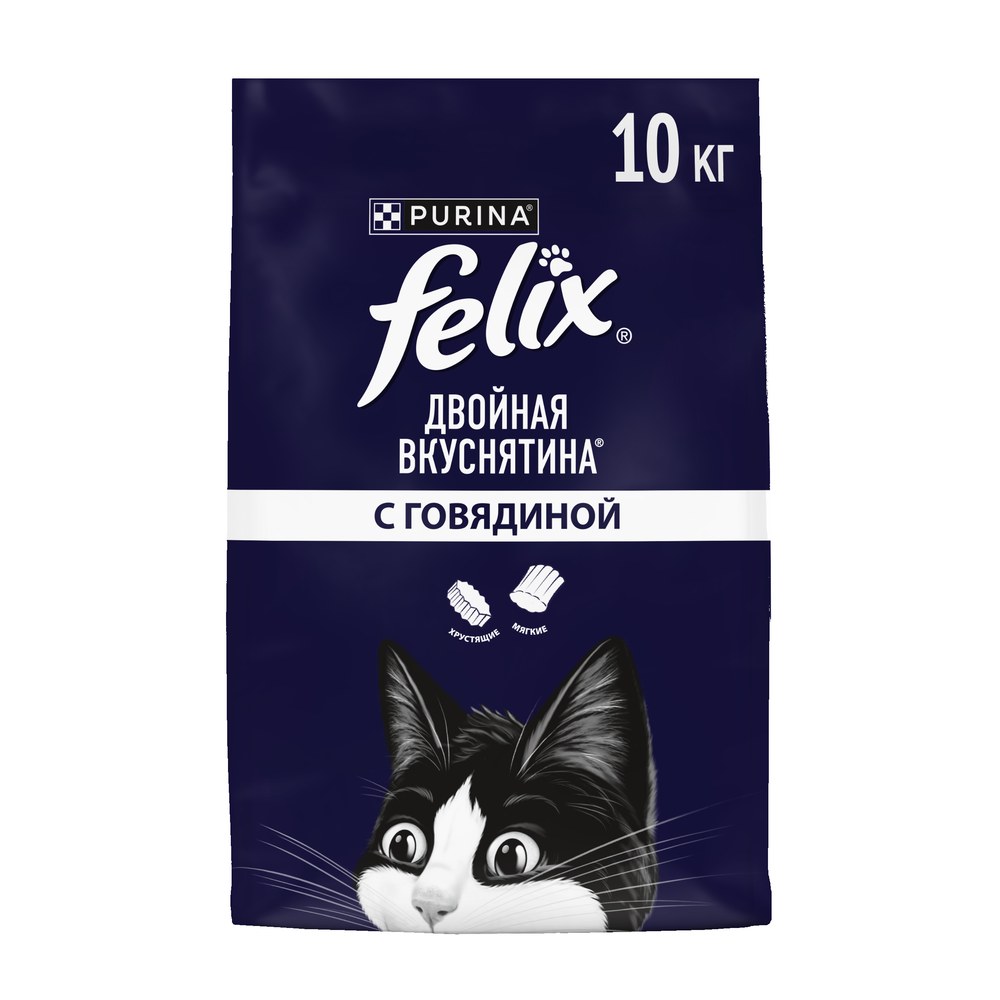 10 КГ
PURINA®
felix®
ДВОЙНАЯ
ВКУСНЯТИНА®
С ГОВЯДИНОЙ
ХРУСТЯЩИЕ МЯГКИЕ